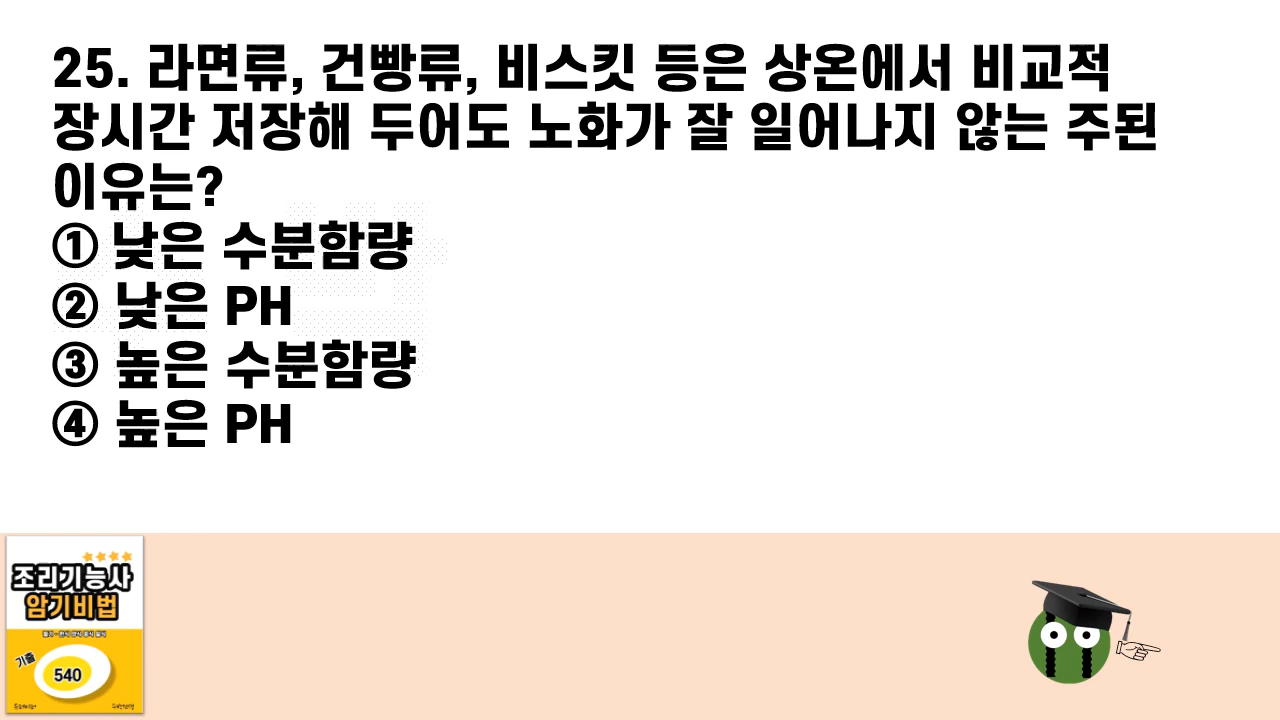 25. 라면류, 건빵류, 비스킷 등은 상온에서 비교적
장시간 저장해 두어도 노화가 잘 일어나지 않는 주된
이유는?
① 낮은 수분함량
② 낮은 PH
③ 높은 수분함량
④ 높은 PH
조리기능사
암기비법
기출
540